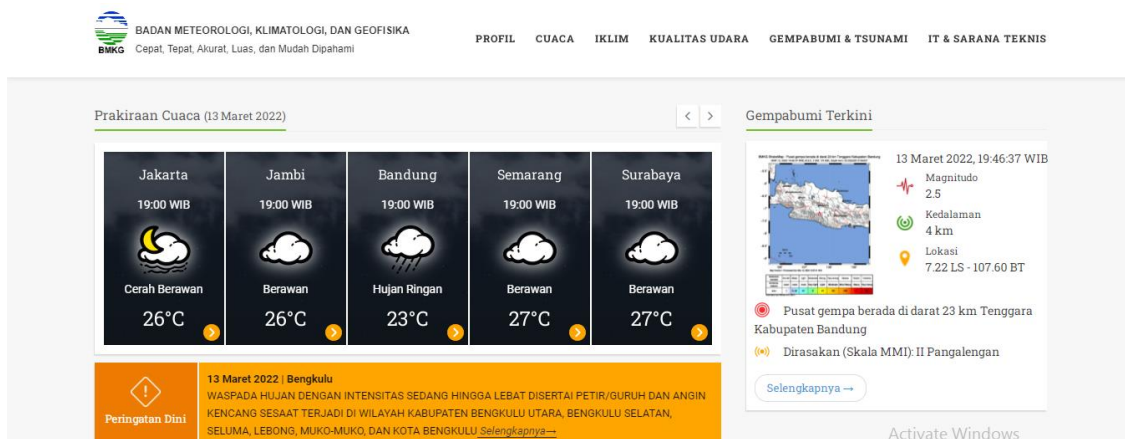 BMKG
BADAN METEOROLOGI, KLIMATOLOGI, DAN GEOFISIKA
Cepat, Tepat, Akurat, Luas, dan Mudah Dipahami
PROFIL CUACA IKLIM KUALITAS UDARA GEMPABUMI & TSUNAMI IT & SARANA TEKNIS
Prakiraan Cuaca (13 Maret 2022)
Jakarta
19:00 WIB
Cerah Berawan
26°C
Jambi
19:00 WIB
Berawan
26°C
Bandung
19:00 WIB
Hujan Ringan
23°C
Semarang
19:00 WIB
Berawan
27°C
Surabaya
19:00 WIB
Berawan
27°C
Peringatan Dini
13 Maret 2022 | Bengkulu
WASPADA HUJAN DENGAN INTENSITAS SEDANG HINGGA LEBAT DISERTAI PETIR/GURUH DAN ANGIN
KENCANG SESAAT TERJADI DI WILAYAH KABUPATEN BENGKULU UTARA, BENGKULU SELATAN,
SELUMA, LEBONG, MUKO-MUKO, DAN KOTA BENGKULU Selengkapnya→
Gempabumi Terkini
13 Maret 2022, 19:46:37 WIB
Magnitudo
2.5
Kedalaman
4 km
Lokasi
7.22 LS - 107.60 BT
Pusat gempa berada di darat 23 km Tenggara
Kabupaten Bandung
Dirasakan (Skala MMI): II Pangalengan
Selengkapnya →
Activate Windows